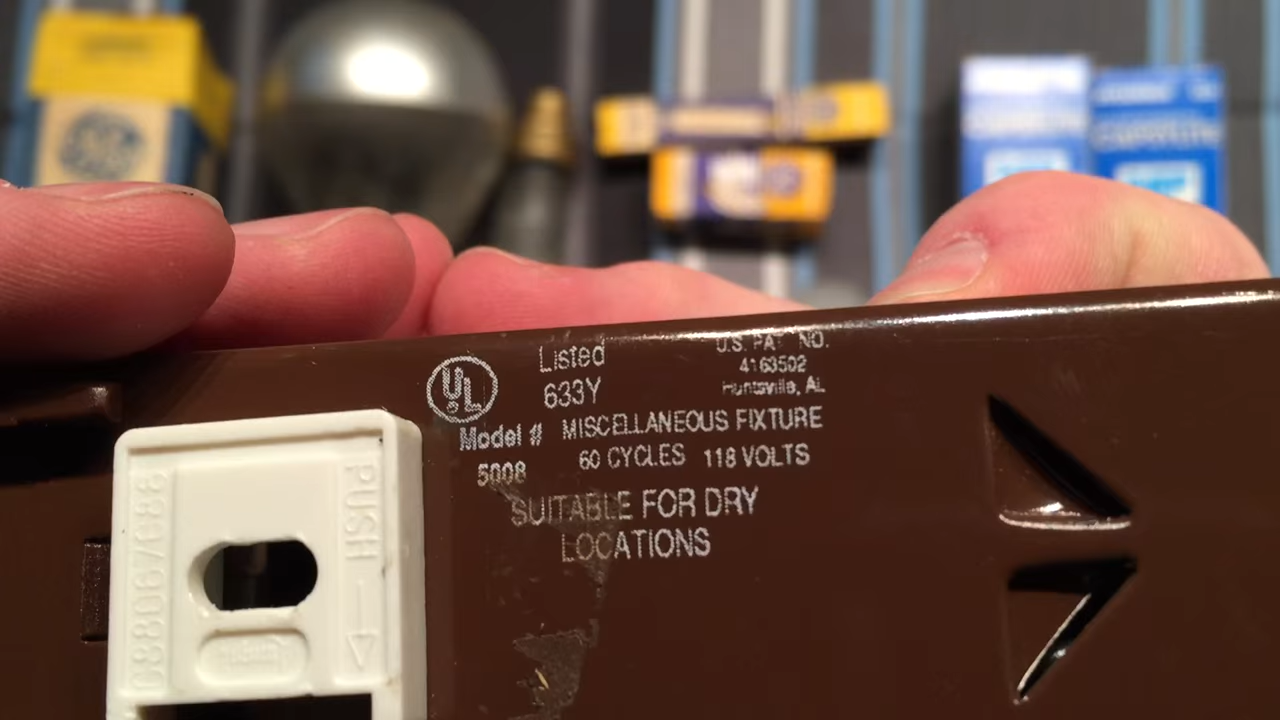 UL
Listed
633Y
U.S. PAT NO.
4163502
Huntsville, AL
Model # MISCELLANEOUS FIXTURE
5008 60 CYCLES 118 VOLTS
SUITABLE FOR DRY
LOCATIONS
PUSH